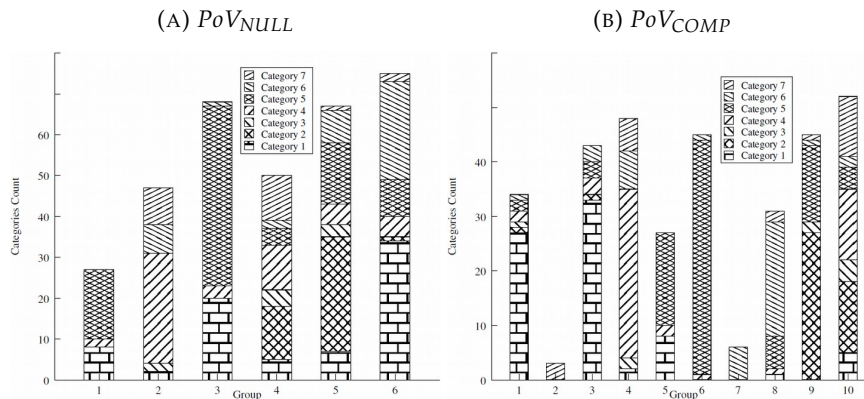 (A) PoV_NULL
(B) PoV_COMP
Categories Count
60
50
40
30
20
10
0
Category 7
Category 6
Category 5
Category 4
Category 3
Category 2
Category 1
1 2 3 4 5 6
Group
Categories Count
40
30
20
10
0
Category 7
Category 6
Category 5
Category 4
Category 3
Category 2
Category 1
1 2 3 4 5 6 7 8 9 10
Group